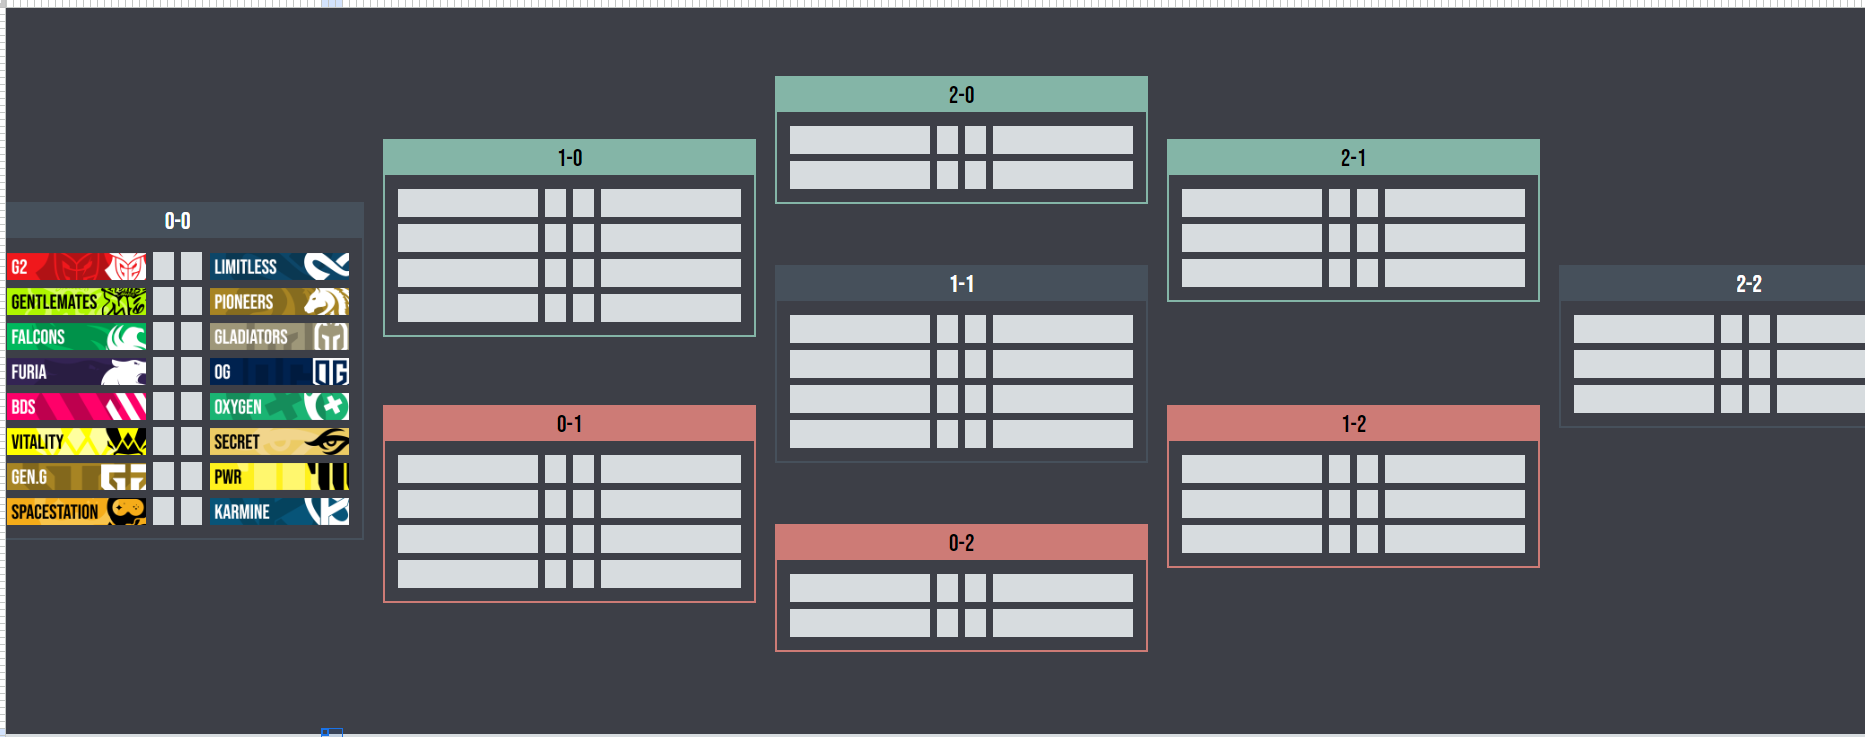 0-0
G2 LIMITLESS
GENTLEMATES PIONEERS
FALCONS GLADIATORS
FURIA OG OG
BDS OXYGEN
VITALITY SECRET
GEN.G PWR
SPACESTATION KARMINE
1-0
0-1
2-0
1-1
0-2
2-1
1-2
2-2